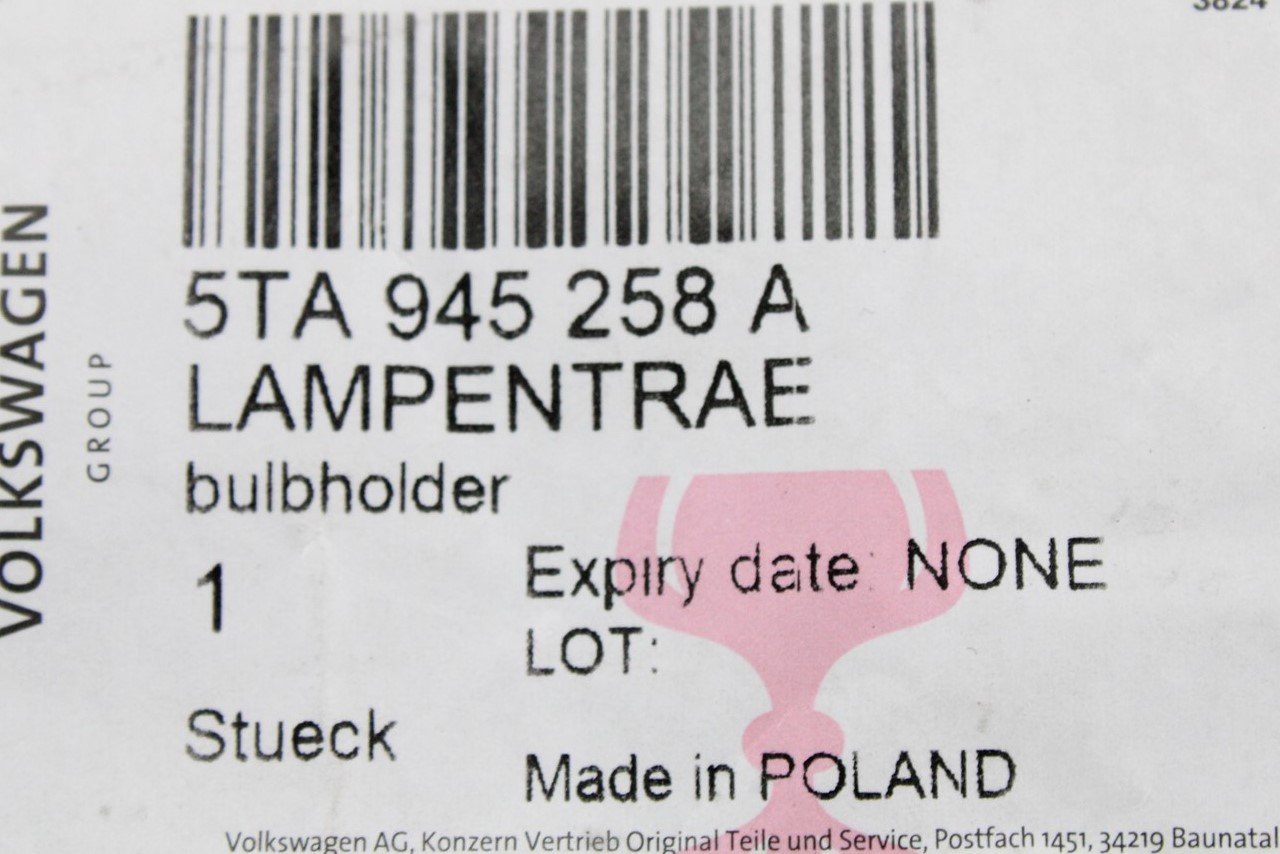 3824
VOLKSWAGEN
GROUP
5TA 945 258 A
LAMPENTRAE
bulbholder
1
Expiry date: NONE
LOT:
Stueck
Made in POLAND
Volkswagen AG, Konzern Vertrieb Original Teile und Service, Postfach 1451, 34219 Baunatal